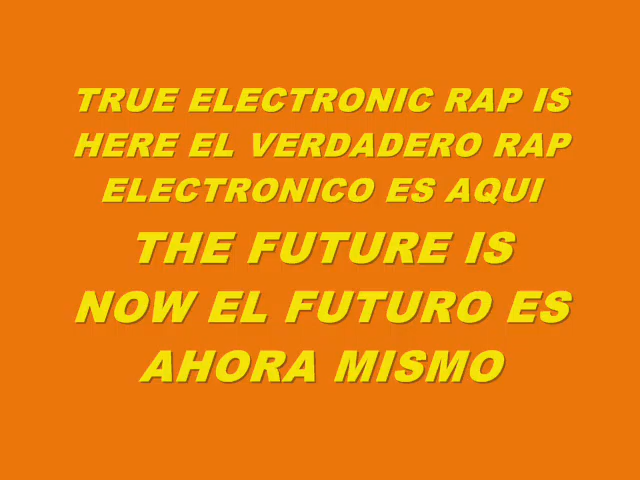 TRUE ELECTRONIC RAP IS
HERE EL VERDADERO RAP
ELECTRONICO ES AQUI
THE FUTURE IS
NOW EL FUTURO ES
AHORA MISMO